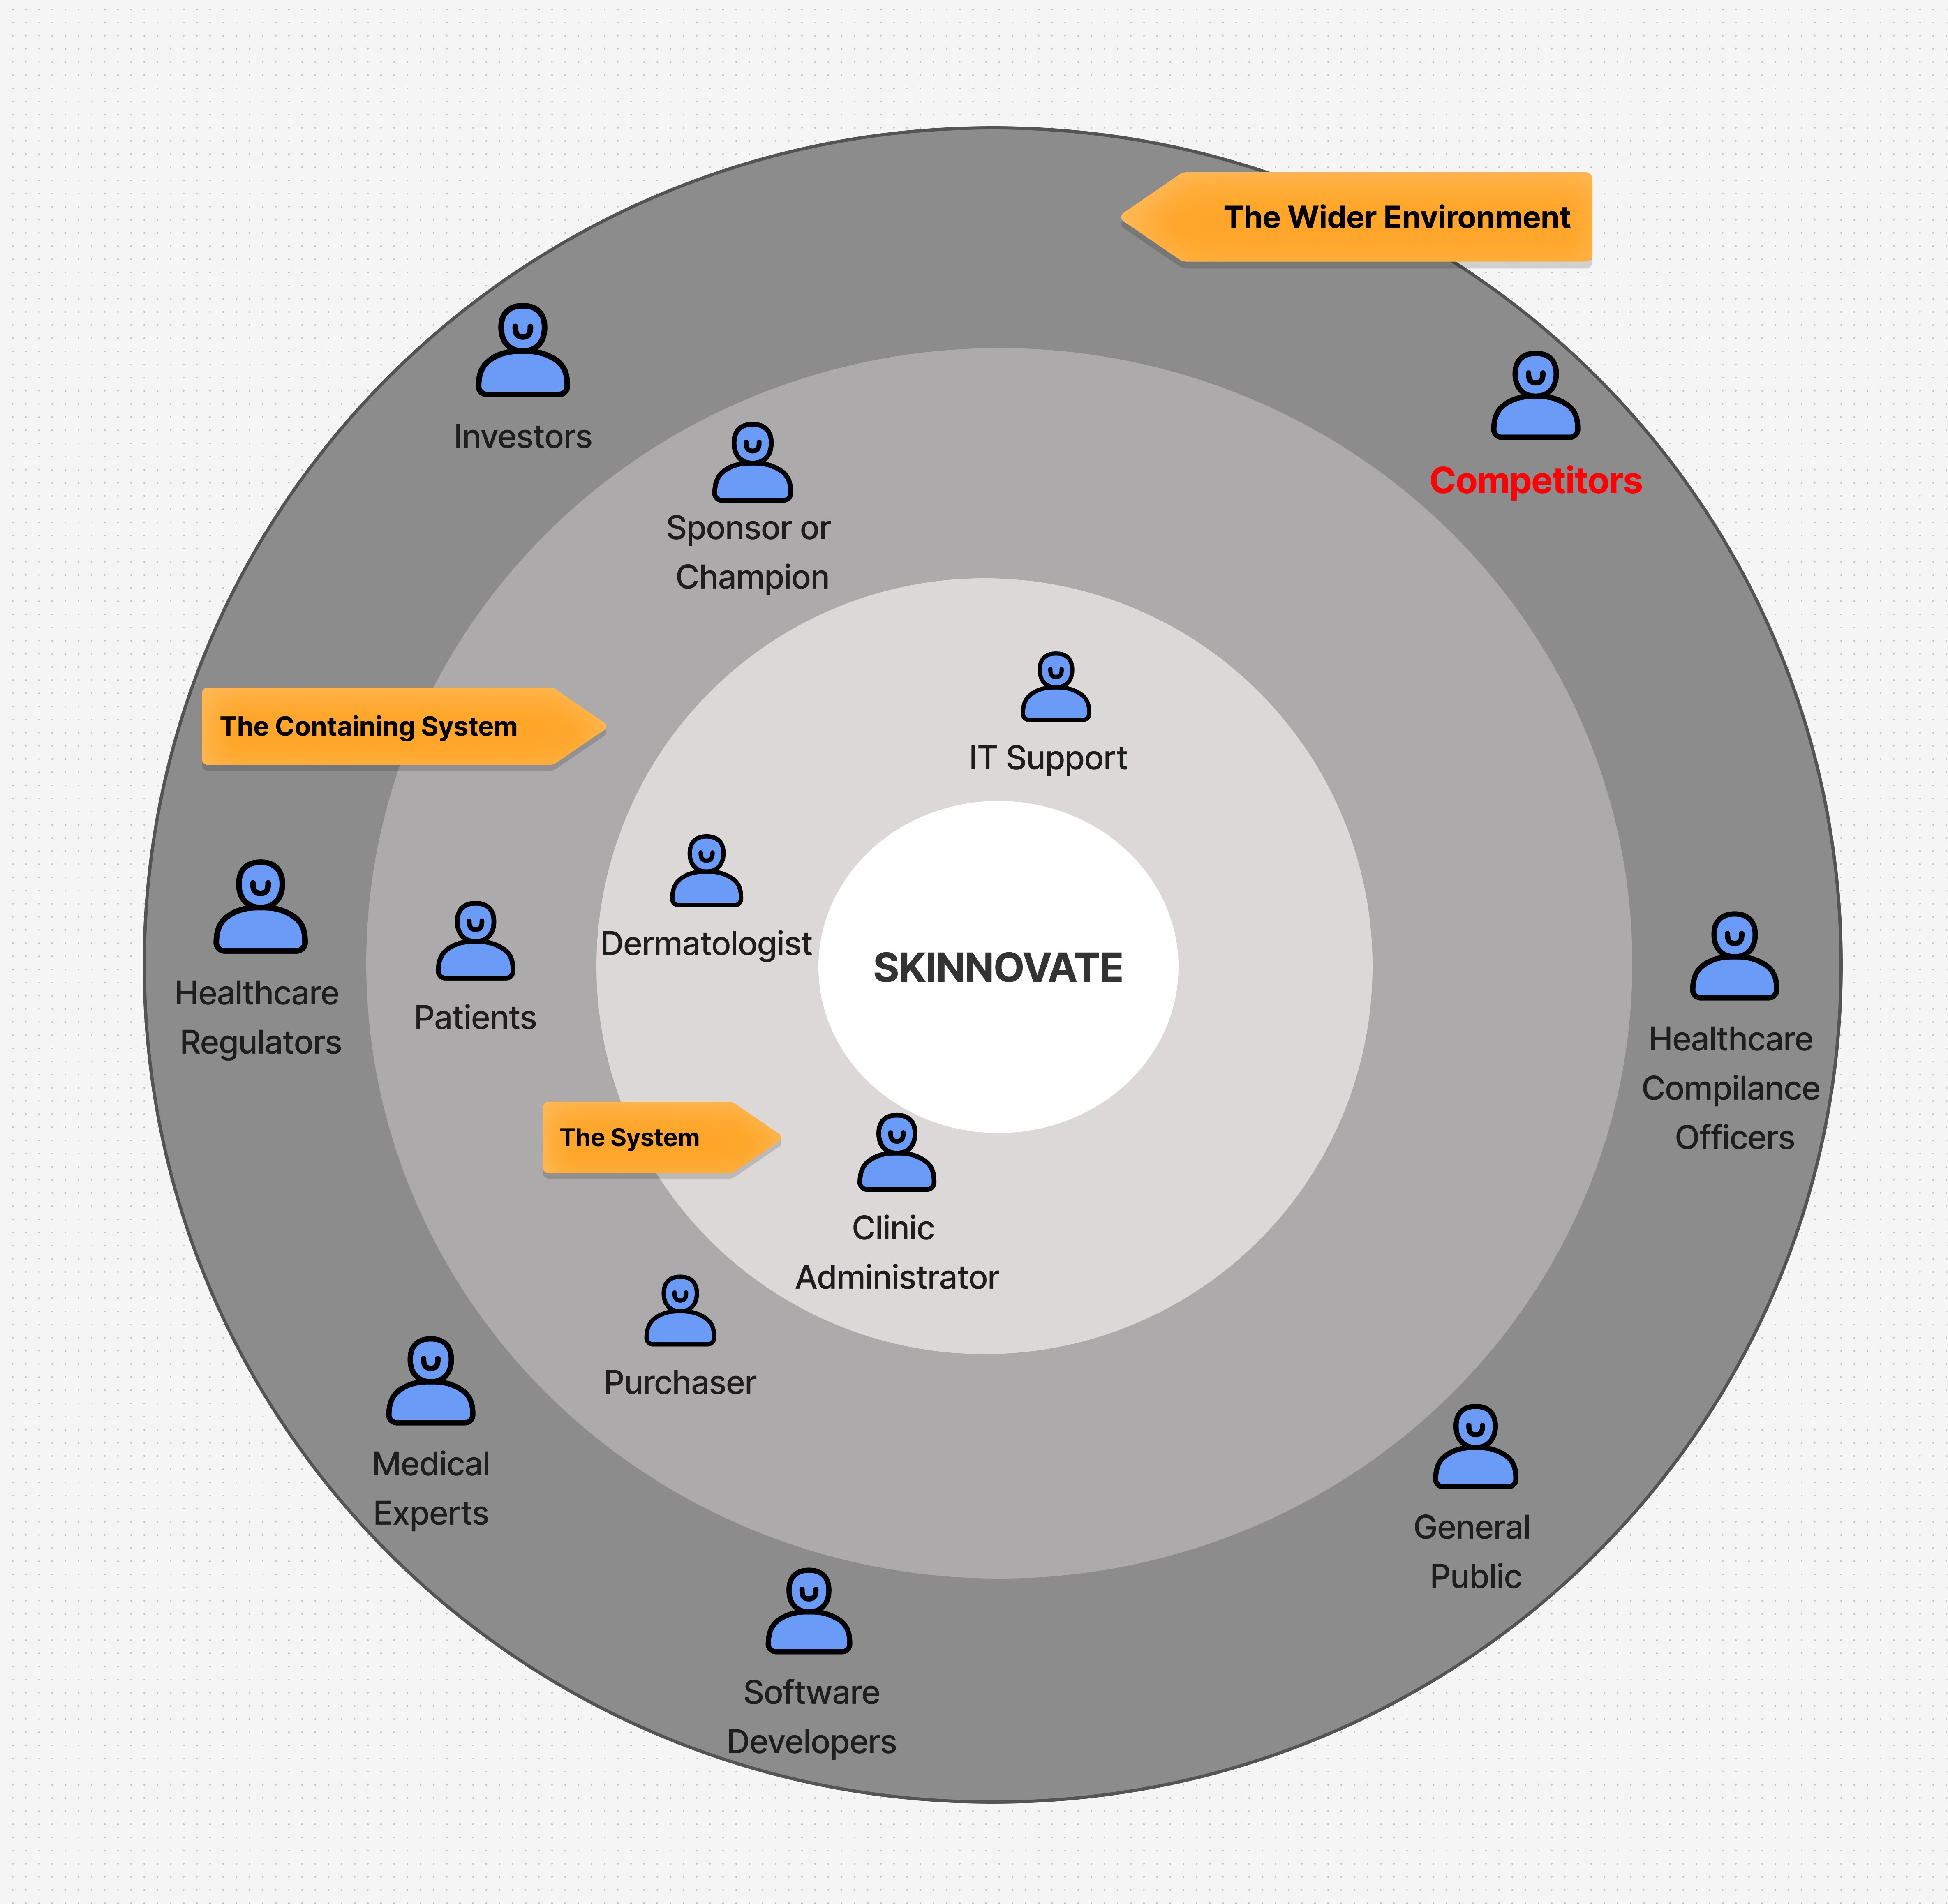 The Wider Environment
Investors
Competitors
Sponsor or
Champion
The Containing System
IT Support
Dermatologist
SKINNOVATE
Healthcare
Regulators
Patients
Healthcare
Compilance
Officers
The System
Clinic
Administrator
Purchaser
Medical
Experts
General
Public
Software
Developers